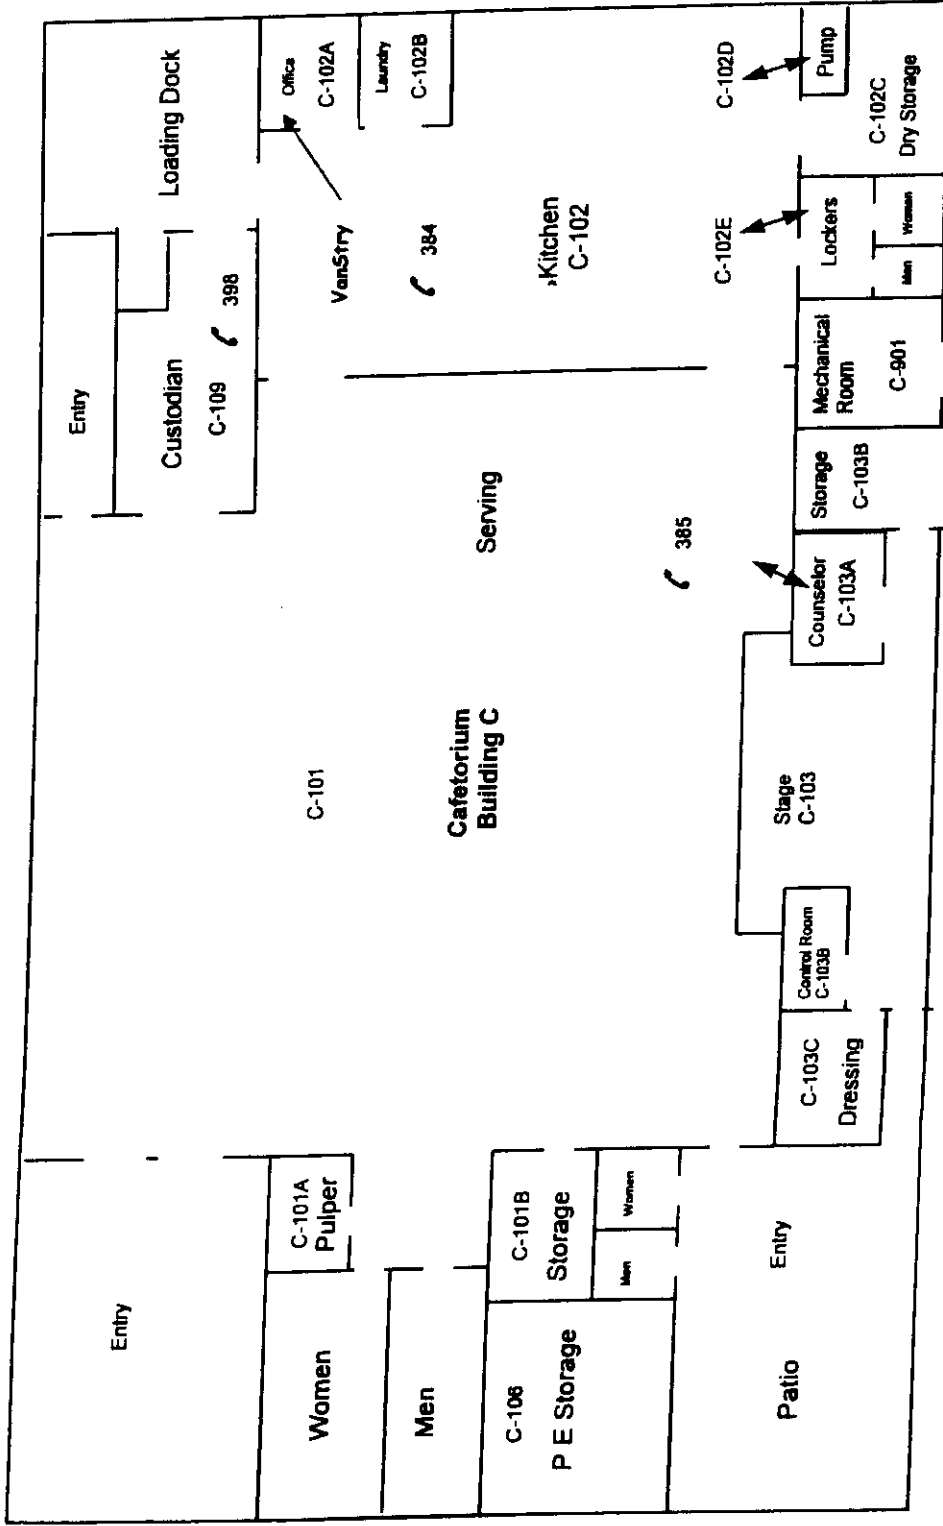 Entry
Loading Dock
Custodian
C-109
398
Office
C-102A
Laundry
C-102B
VanStry
384
Kitchen
C-102
C-102D
Pump
C-102C
Dry Storage
C-102E
Lockers
Men
Women
Mechanical
Room
C-901
Storage
C-103B
Serving
385
Counselor
C-103A
C-101
Cafetorium
Building C
Stage
C-103
Control Room
C-103B
C-103C
Dressing
Entry
C-101A
Pulper
Women
Men
C-101B
Storage
Men
Women
C-106
P E Storage
Entry
Patio